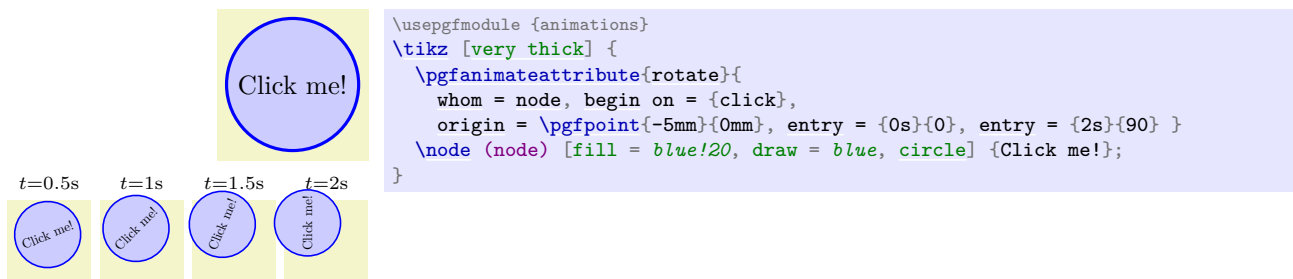 Click me!
t=0.5s t=1s t=1.5s t=2s
Click me! Click me! Click me! Click me!
\usepgfmodule {animations}
\tikz [very thick] {
  \pgfanimateattribute{rotate}{
    whom = node, begin on = {click},
    origin = \pgfpoint{-5mm}{0mm}, entry = {0s}{0}, entry = {2s}{90} }
  \node (node) [fill = blue!20, draw = blue, circle] {Click me!};
}